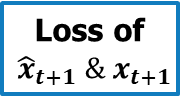 Loss of
x̂ₜ₊₁ & xₜ₊₁